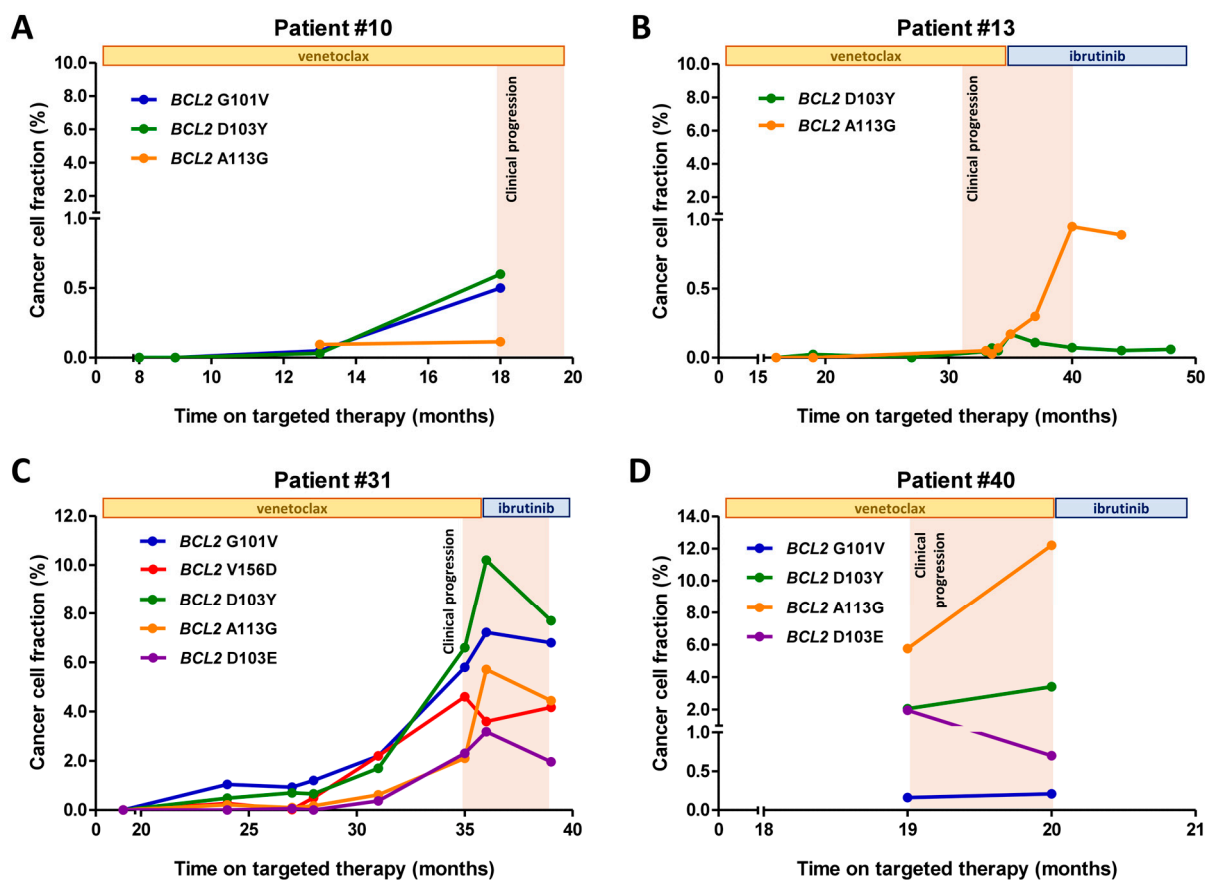 A
Patient #10
venetoclax
10.0
8.0
6.0
4.0
2.0
1.0
0.5
0.0
Cancer cell fraction (%)
BCL2 G101V
BCL2 D103Y
BCL2 A113G
Clinical progression
0 8 10 12 14 16 18 20
Time on targeted therapy (months)
B
Patient #13
venetoclax
ibrutinib
10.0
8.0
6.0
4.0
2.0
1.0
0.5
0.0
Cancer cell fraction (%)
BCL2 D103Y
BCL2 A113G
Clinical progression
0 15 20 30 40 50
Time on targeted therapy (months)
C
Patient #31
venetoclax
ibrutinib
12.0
10.0
8.0
6.0
4.0
2.0
0.0
Cancer cell fraction (%)
BCL2 G101V
BCL2 V156D
BCL2 D103Y
BCL2 A113G
BCL2 D103E
Clinical progression
0 20 25 30 35 40
Time on targeted therapy (months)
D
Patient #40
venetoclax
ibrutinib
14.0
12.0
10.0
8.0
6.0
4.0
2.0
1.0
0.5
0.0
Cancer cell fraction (%)
BCL2 G101V
BCL2 D103Y
BCL2 A113G
BCL2 D103E
Clinical
progression
0 18 19 20 21
Time on targeted therapy (months)